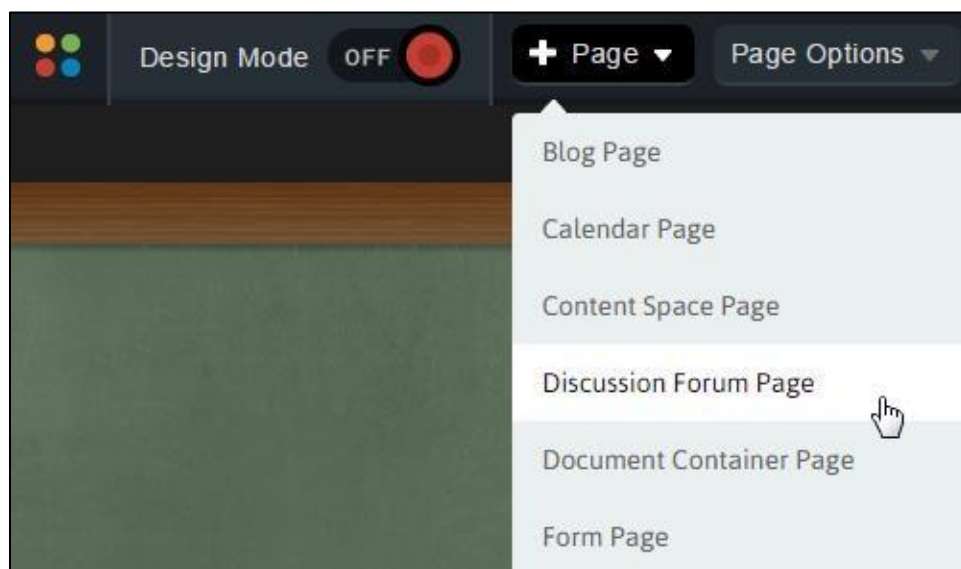 Design Mode OFF + Page Page Options
Blog Page
Calendar Page
Content Space Page
Discussion Forum Page
Document Container Page
Form Page